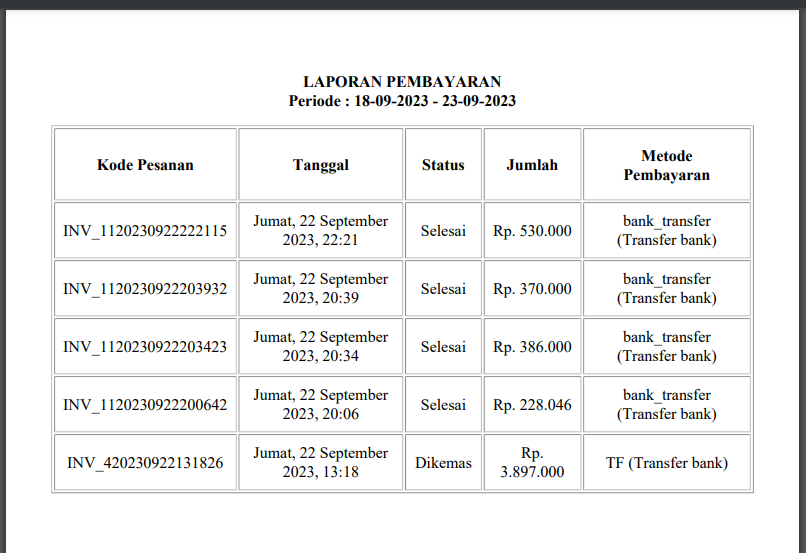 LAPORAN PEMBAYARAN
Periode : 18-09-2023 - 23-09-2023
Kode Pesanan
Tanggal
Status
Jumlah
Metode
Pembayaran
INV_1120230922222115
Jumat, 22 September
2023, 22:21
Selesai
Rp. 530.000
bank_transfer
(Transfer bank)
INV_1120230922203932
Jumat, 22 September
2023, 20:39
Selesai
Rp. 370.000
bank_transfer
(Transfer bank)
INV_1120230922203423
Jumat, 22 September
2023, 20:34
Selesai
Rp. 386.000
bank_transfer
(Transfer bank)
INV_1120230922200642
Jumat, 22 September
2023, 20:06
Selesai
Rp. 228.046
bank_transfer
(Transfer bank)
INV_420230922131826
Jumat, 22 September
2023, 13:18
Dikemas
Rp.
3.897.000
TF (Transfer bank)